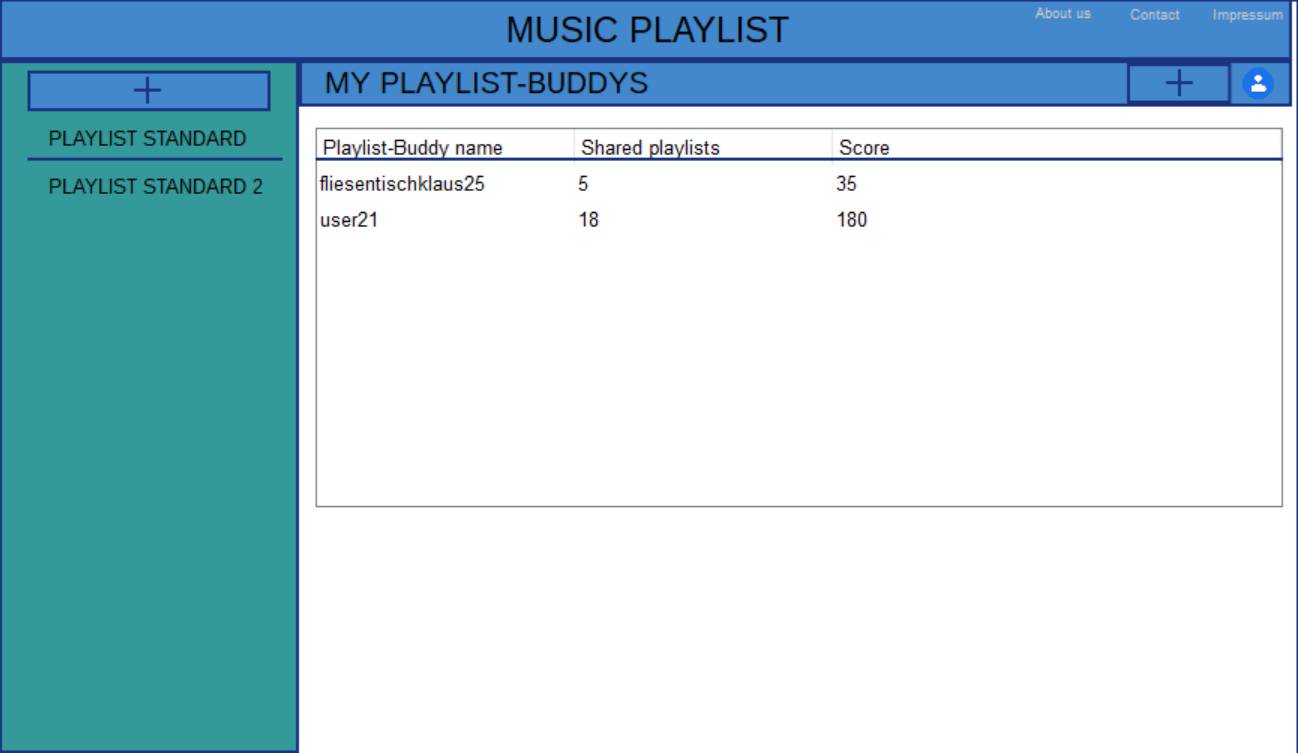 MUSIC PLAYLIST
About us Contact Impressum
MY PLAYLIST-BUDDYS
PLAYLIST STANDARD
PLAYLIST STANDARD 2
Playlist-Buddy name Shared playlists Score
fliesentischklaus25 5 35
user21 18 180